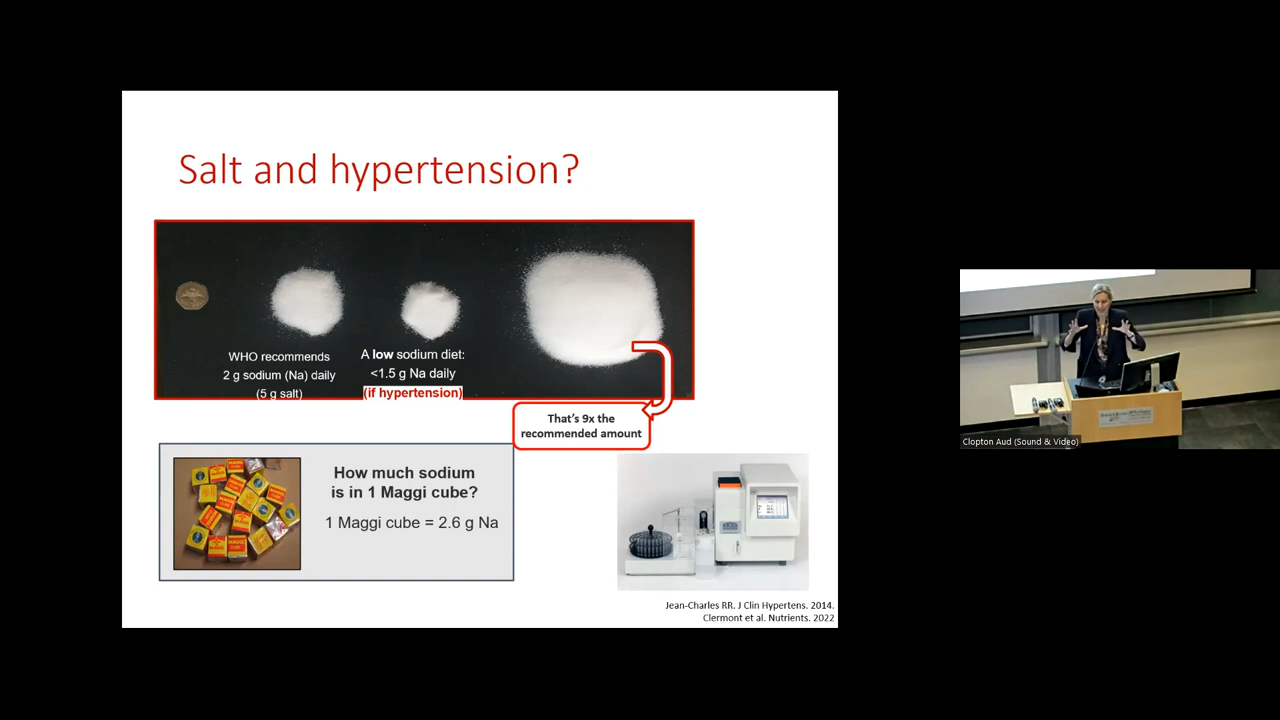 Salt and hypertension?
WHO recommends
2 g sodium (Na) daily
(5 g salt)
A low sodium diet:
<1.5 g Na daily
(if hypertension)
That's 9x the
recommended amount
How much sodium
is in 1 Maggi cube?
1 Maggi cube = 2.6 g Na
Jean-Charles RR. J Clin Hypertens. 2014.
Clermont et al. Nutrients. 2022
Clopton Aud (Sound & Video)